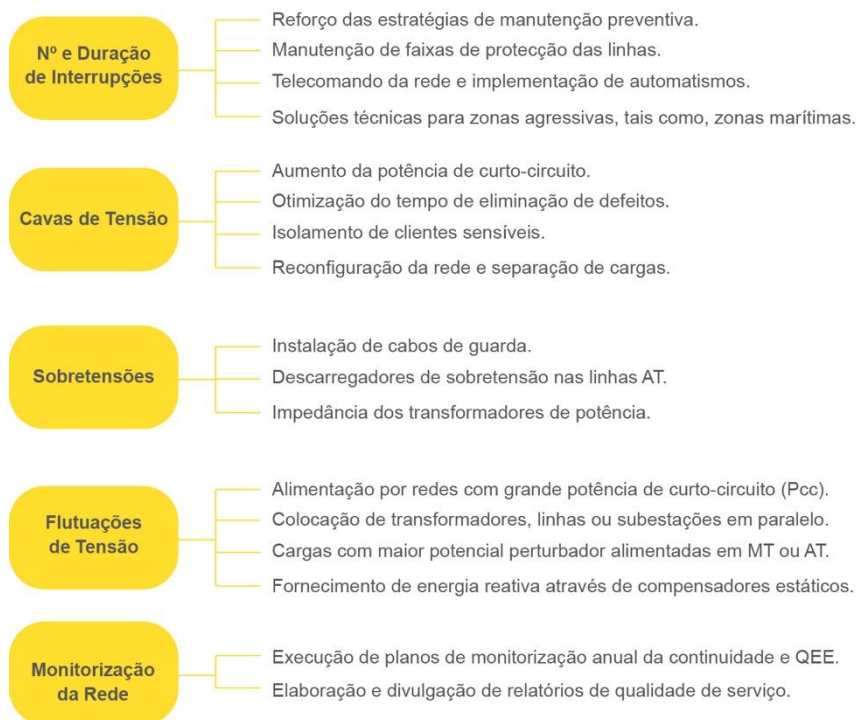 Nº e Duração
de Interrupções
Reforço das estratégias de manutenção preventiva.
Manutenção de faixas de protecção das linhas.
Telecomando da rede e implementação de automatismos.
Soluções técnicas para zonas agressivas, tais como, zonas marítimas.
Cavas de Tensão
Aumento da potência de curto-circuito.
Otimização do tempo de eliminação de defeitos.
Isolamento de clientes sensíveis.
Reconfiguração da rede e separação de cargas.
Sobretensões
Instalação de cabos de guarda.
Descarregadores de sobretensão nas linhas AT.
Impedância dos transformadores de potência.
Flutuações
de Tensão
Alimentação por redes com grande potência de curto-circuito (Pcc).
Colocação de transformadores, linhas ou subestações em paralelo.
Cargas com maior potencial perturbador alimentadas em MT ou AT.
Fornecimento de energia reativa através de compensadores estáticos.
Monitorização
da Rede
Execução de planos de monitorização anual da continuidade e QEE.
Elaboração e divulgação de relatórios de qualidade de serviço.